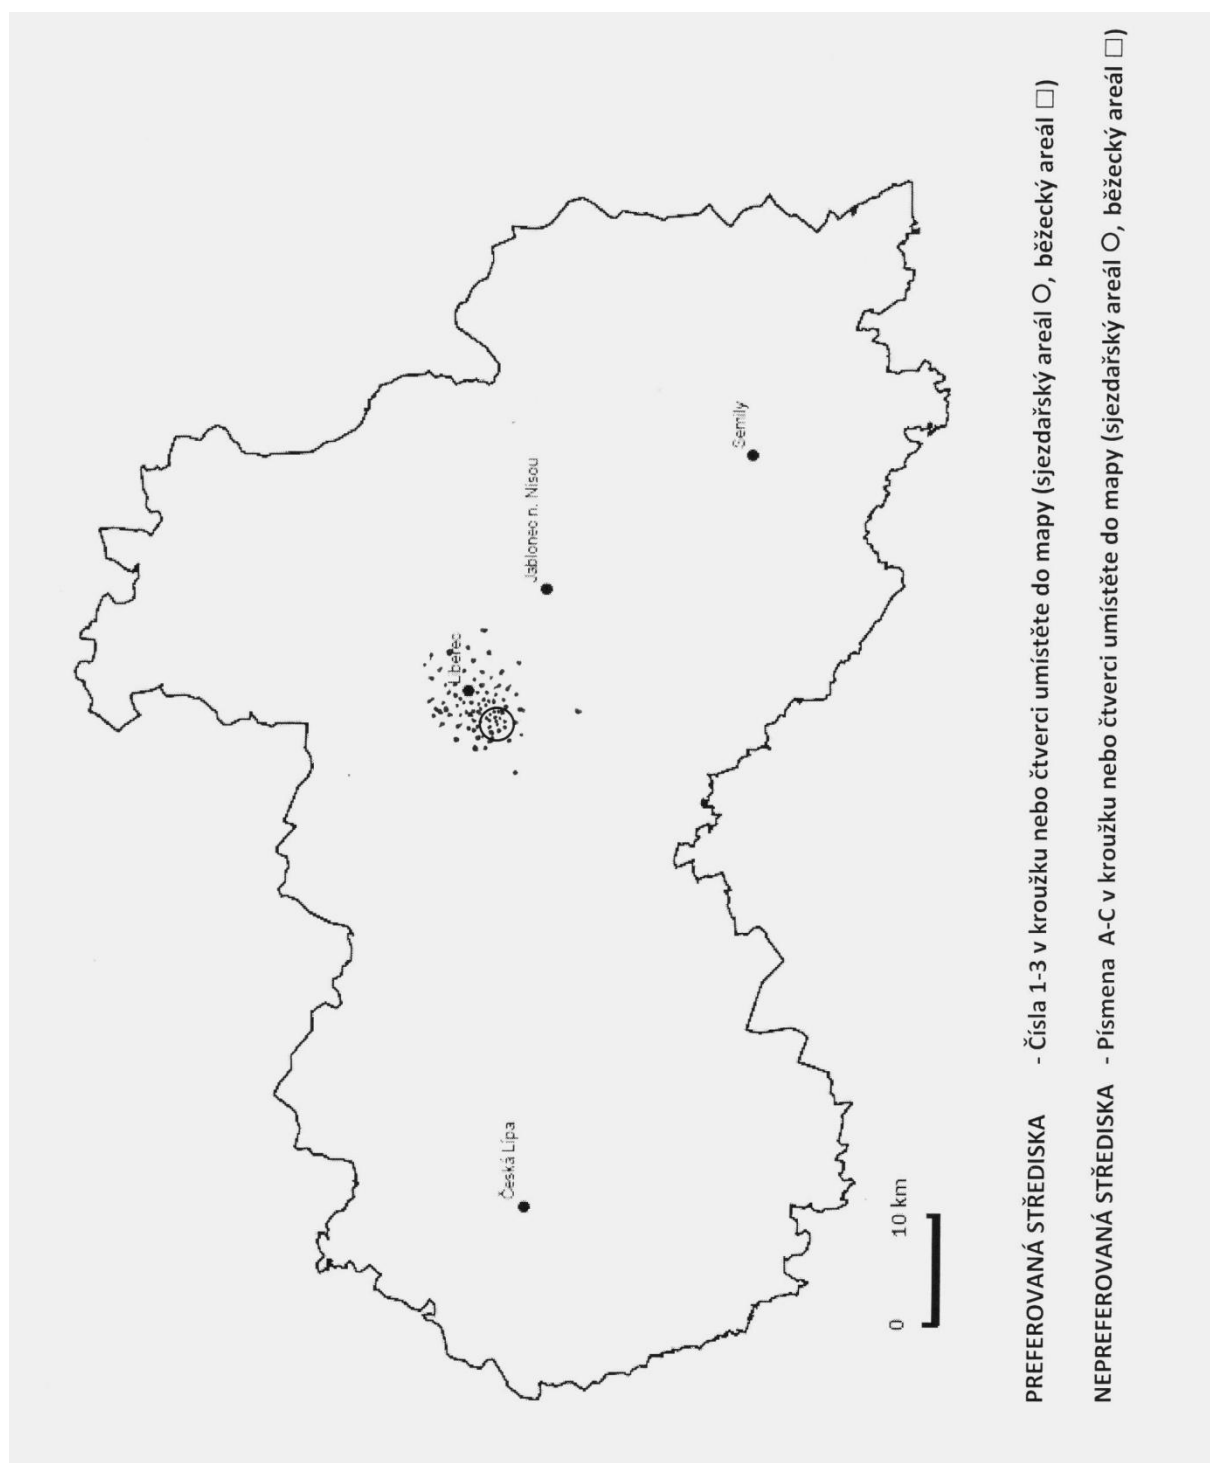 Liberec
Jablonec n. Nisou
Semily
Česká Lípa
0 10 km
PREFEROVANÁ STŘEDISKA - Čísla 1-3 v kroužku nebo čtverci umístěte do mapy (sjezdařský areál O, běžecký areál □)
NEPREFEROVANÁ STŘEDISKA - Písmena A-C v kroužku nebo čtverci umístěte do mapy (sjezdařský areál O, běžecký areál □)